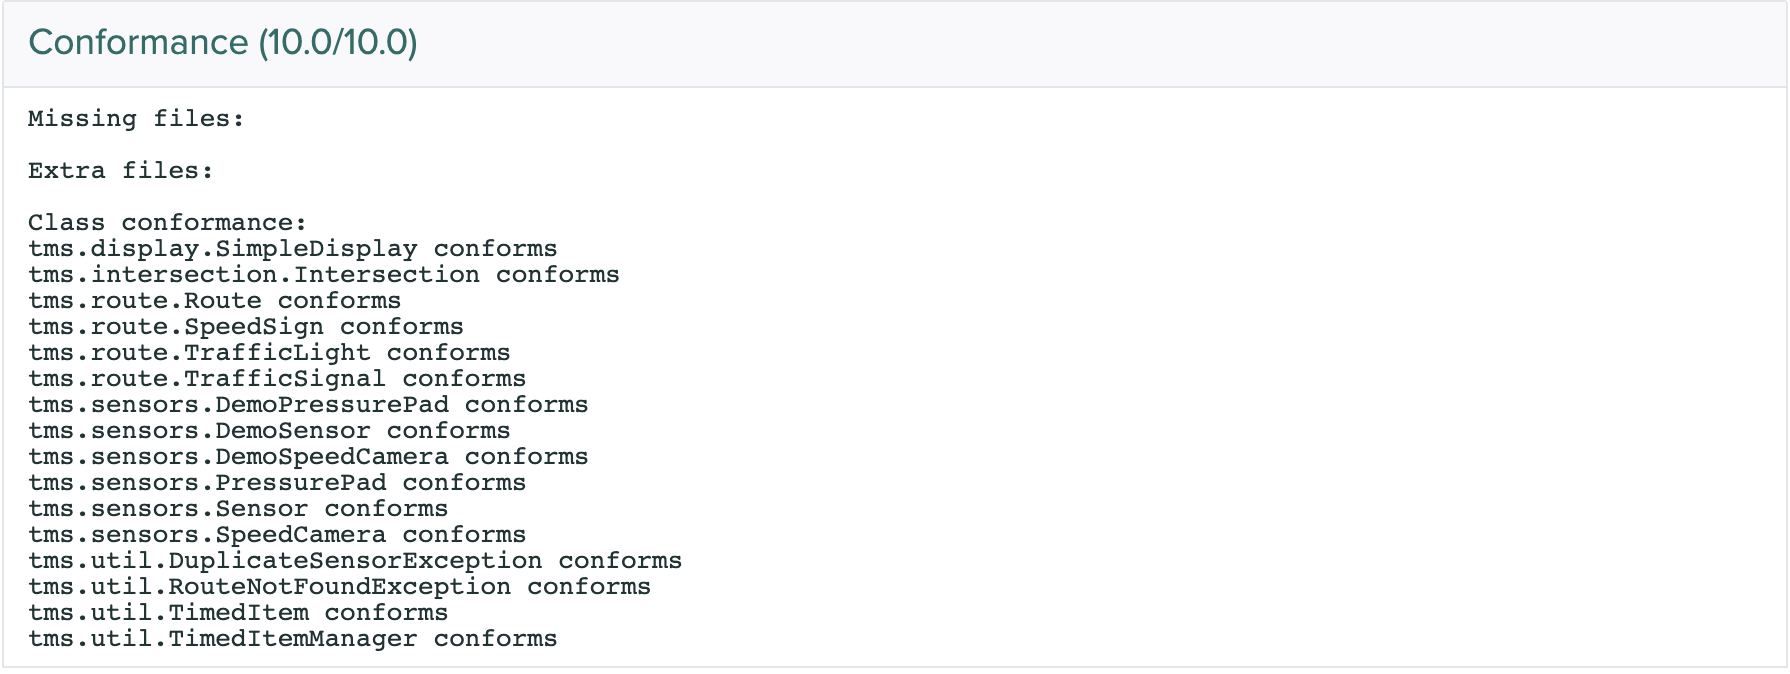 Conformance (10.0/10.0)
Missing files:
Extra files:
Class conformance:
tms.display.SimpleDisplay conforms
tms.intersection.Intersection conforms
tms.route.Route conforms
tms.route.SpeedSign conforms
tms.route.TrafficLight conforms
tms.route.TrafficSignal conforms
tms.sensors.DemoPressurePad conforms
tms.sensors.DemoSensor conforms
tms.sensors.DemoSpeedCamera conforms
tms.sensors.PressurePad conforms
tms.sensors.Sensor conforms
tms.sensors.SpeedCamera conforms
tms.util.DuplicateSensorException conforms
tms.util.RouteNotFoundException conforms
tms.util.TimedItem conforms
tms.util.TimedItemManager conforms